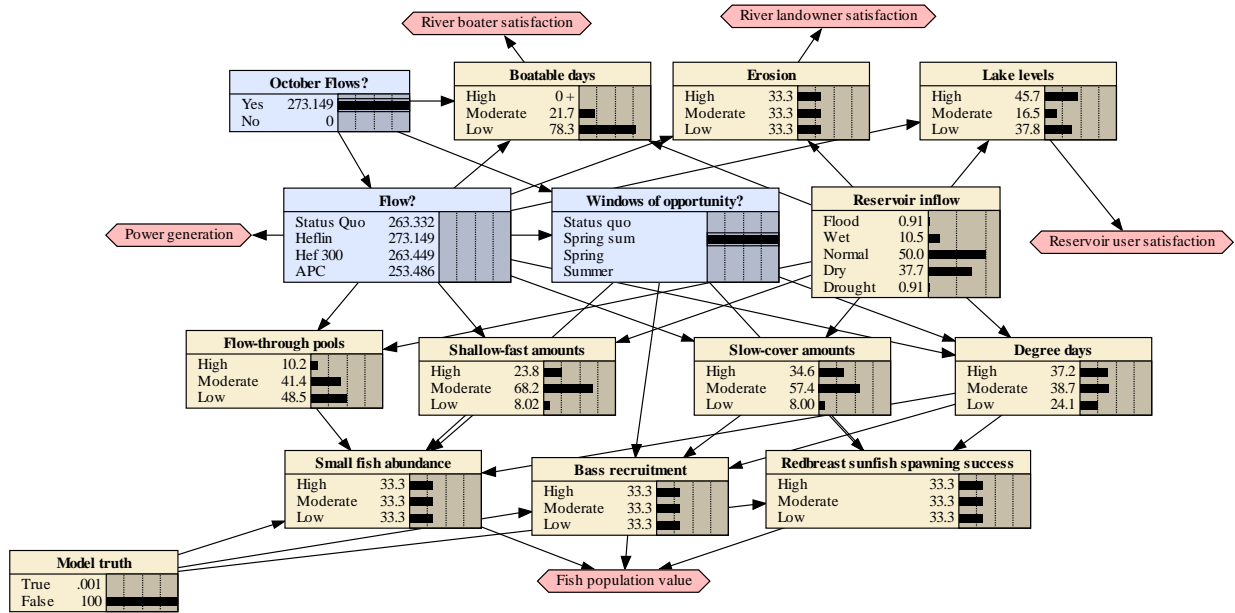 River boater satisfaction
River landowner satisfaction
October Flows?
Yes 273.149
No 0
Boatable days
High 0 +
Moderate 21.7
Low 78.3
Erosion
High 33.3
Moderate 33.3
Low 33.3
Lake levels
High 45.7
Moderate 16.5
Low 37.8
Power generation
Flow?
Status Quo 263.332
Heflin 273.149
Hef 300 263.449
APC 253.486
Windows of opportunity?
Status quo
Spring sum
Spring
Summer
Reservoir inflow
Flood 0.91
Wet 10.5
Normal 50.0
Dry 37.7
Drought 0.91
Reservoir user satisfaction
Flow-through pools
High 10.2
Moderate 41.4
Low 48.5
Shallow-fast amounts
High 23.8
Moderate 68.2
Low 8.02
Slow-cover amounts
High 34.6
Moderate 57.4
Low 8.00
Degree days
High 37.2
Moderate 38.7
Low 24.1
Small fish abundance
High 33.3
Moderate 33.3
Low 33.3
Bass recruitment
High 33.3
Moderate 33.3
Low 33.3
Redbreast sunfish spawning success
High 33.3
Moderate 33.3
Low 33.3
Model truth
True .001
False 100
Fish population value